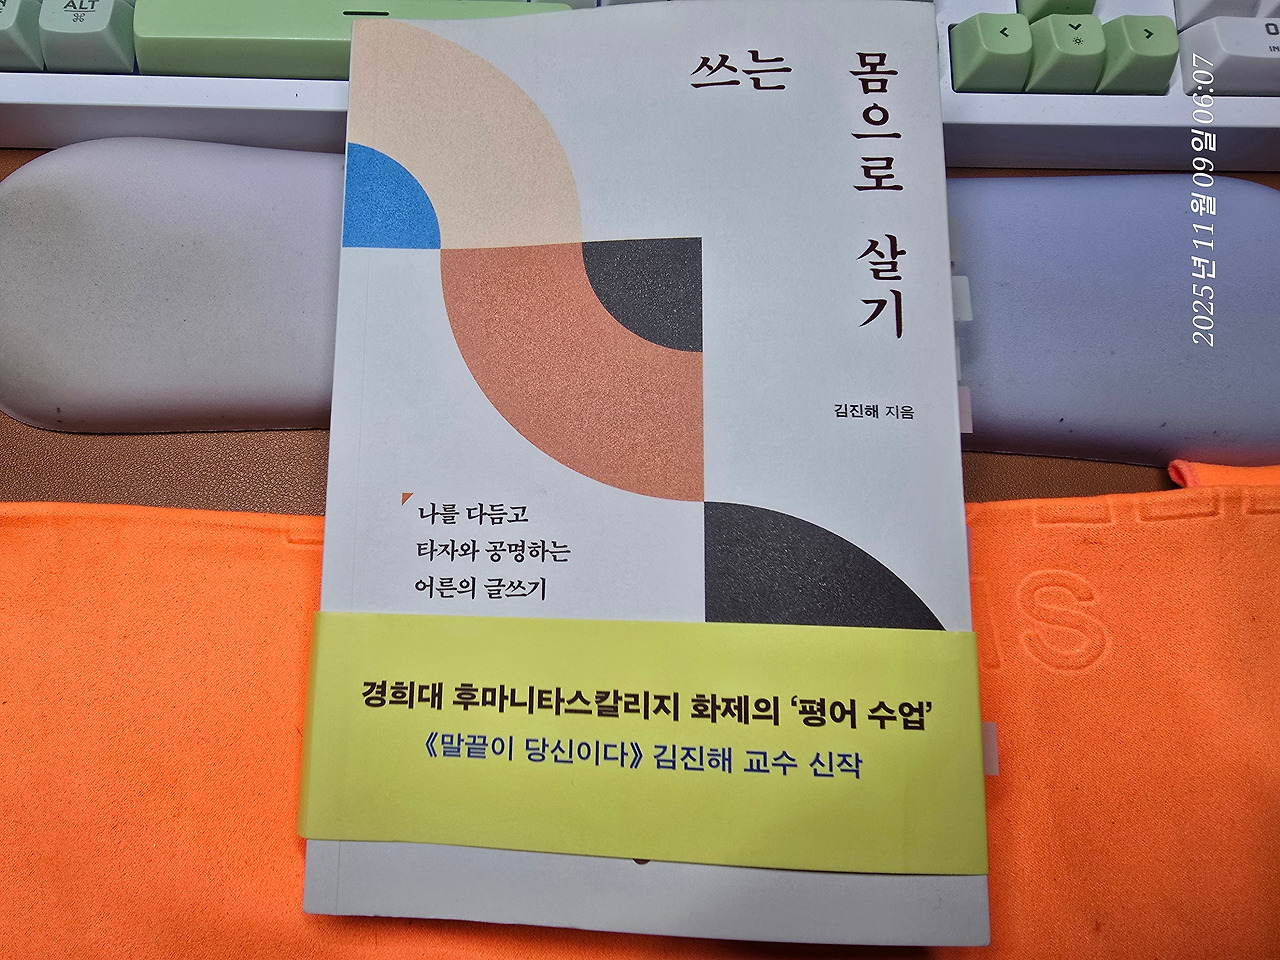 ALT
⌘
쓰는
몸으로 살기
김진해 지음
나를 다듬고
타자와 공명하는
어른의 글쓰기
경희대 후마니타스칼리지 화제의 ‘평어 수업’
《말끝이 당신이다》 김진해 교수 신작
2025년 11월 09일 06:07